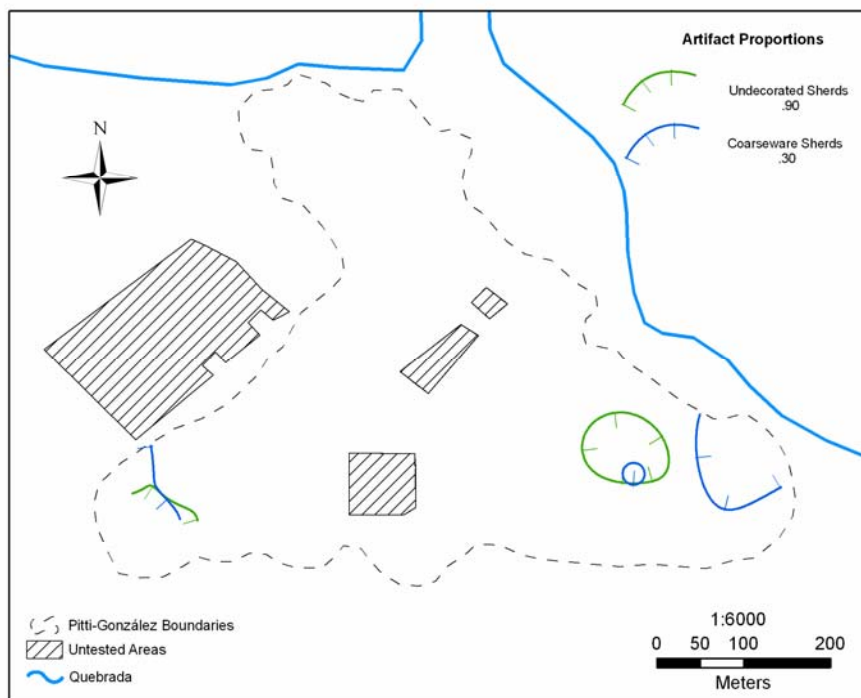 Artifact Proportions
Undecorated Sherds
.90
Coarseware Sherds
.30
N
Pitti-González Boundaries
Untested Areas
Quebrada
1:6000
0 50 100 200
Meters